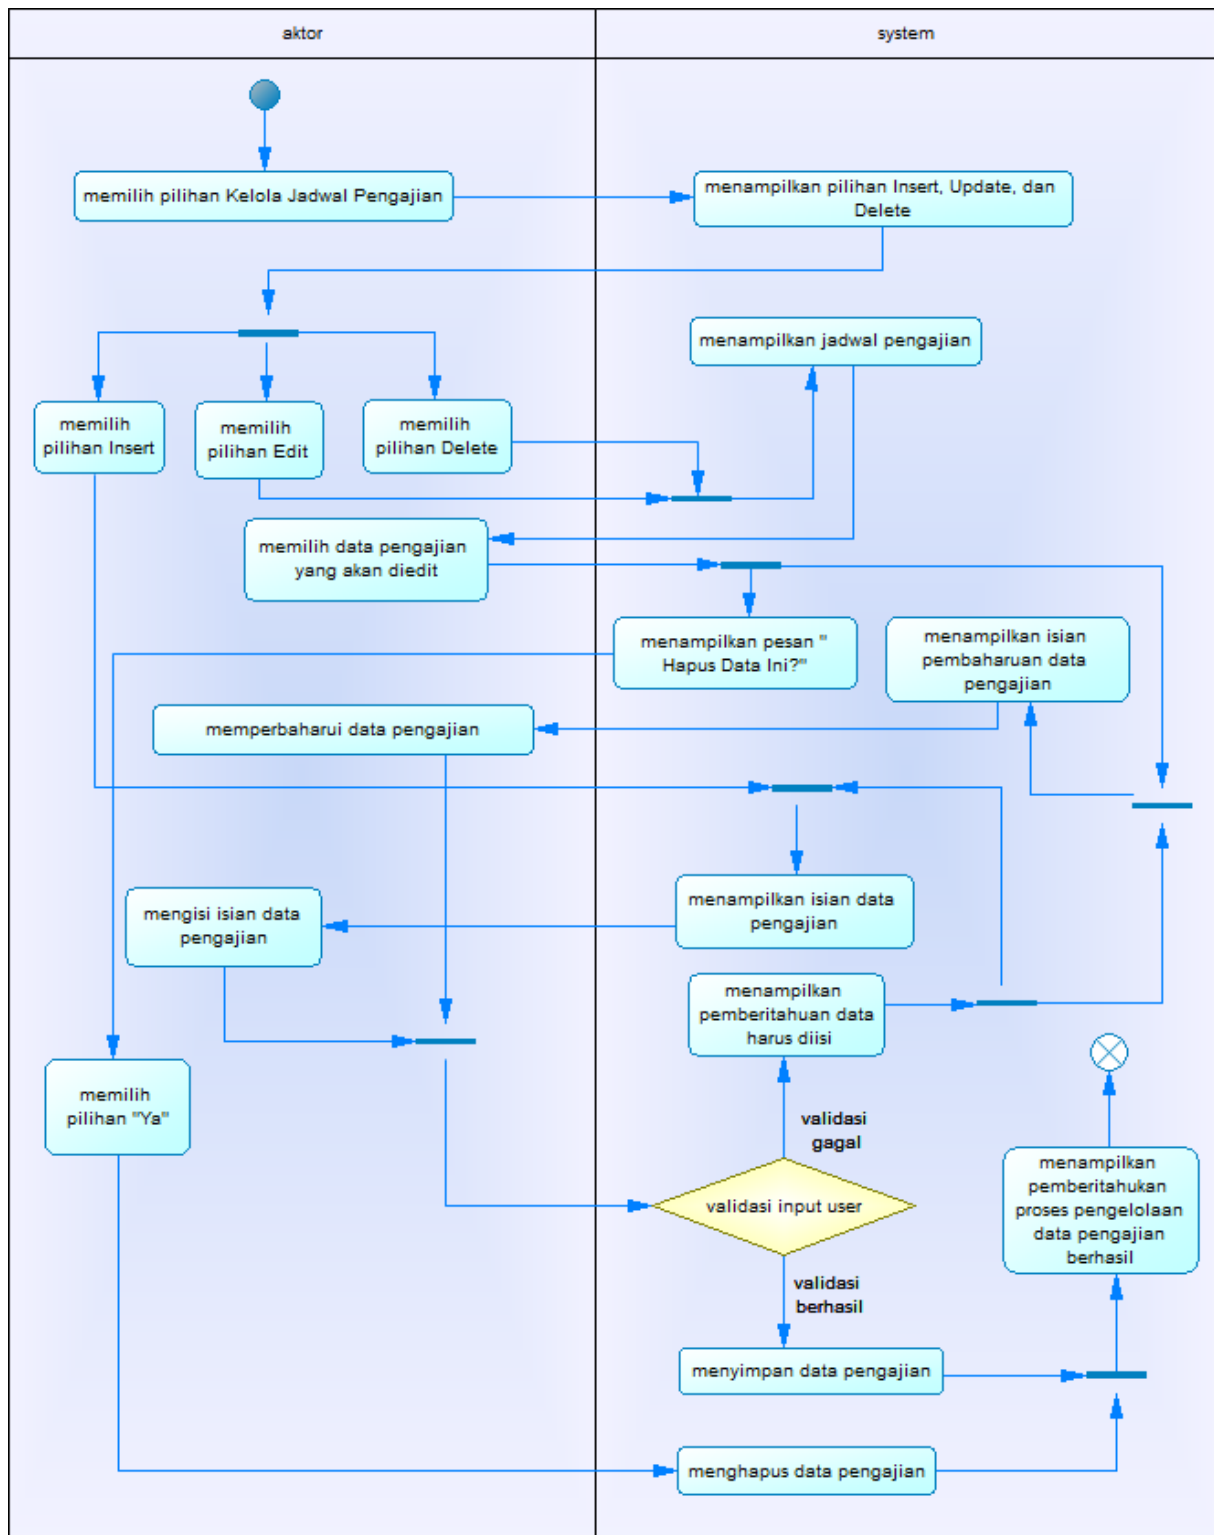 aktor
system
memilih pilihan Kelola Jadwal Pengajian
menampilkan pilihan Insert, Update, dan
Delete
menampilkan jadwal pengajian
memilih
pilihan Insert
memilih
pilihan Edit
memilih
pilihan Delete
memilih data pengajian
yang akan diedit
menampilkan pesan "
Hapus Data Ini?"
menampilkan isian
pembaharuan data
pengajian
memperbaharui data pengajian
menampilkan isian data
pengajian
mengisi isian data
pengajian
menampilkan
pemberitahuan data
harus diisi
memilih
pilihan "Ya"
validasi
gagal
validasi input user
menampilkan
pemberitahukan
proses pengelolaan
data pengajian
berhasil
validasi
berhasil
menyimpan data pengajian
menghapus data pengajian